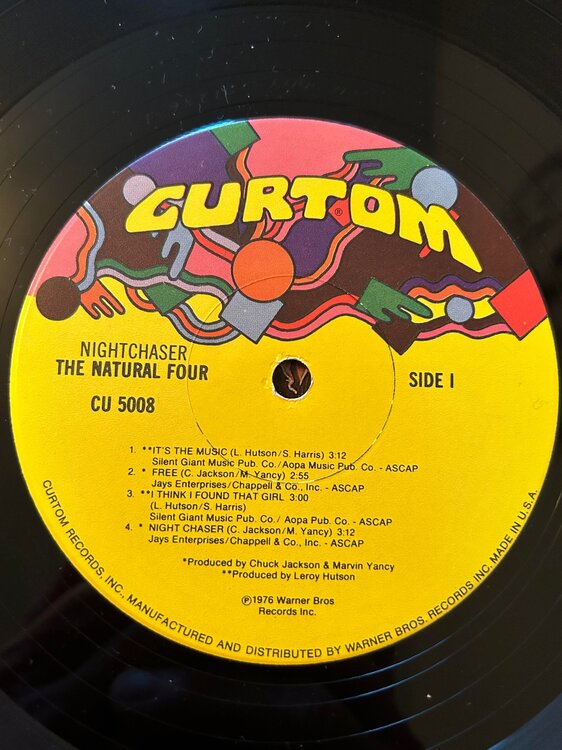 CURTOM®
NIGHTCHASER
THE NATURAL FOUR
CU 5008
SIDE I
1. **IT'S THE MUSIC (L. Hutson/S. Harris) 3:12
Silent Giant Music Pub. Co./Aopa Music Pub. Co. - ASCAP
2. * FREE (C. Jackson/M. Yancy) 2:55
Jays Enterprises/Chappell & Co., Inc. - ASCAP
3. **I THINK I FOUND THAT GIRL 3:00
(L. Hutson/S. Harris)
Silent Giant Music Pub. Co./ Aopa Pub. Co. - ASCAP
4. * NIGHT CHASER (C. Jackson/M. Yancy) 3:12
Jays Enterprises/Chappell & Co., Inc. - ASCAP
*Produced by Chuck Jackson & Marvin Yancy
**Produced by Leroy Hutson
℗1976 Warner Bros
Records Inc.
CURTOM RECORDS, INC., MANUFACTURED AND DISTRIBUTED BY WARNER BROS. RECORDS INC. MADE IN U.S.A.